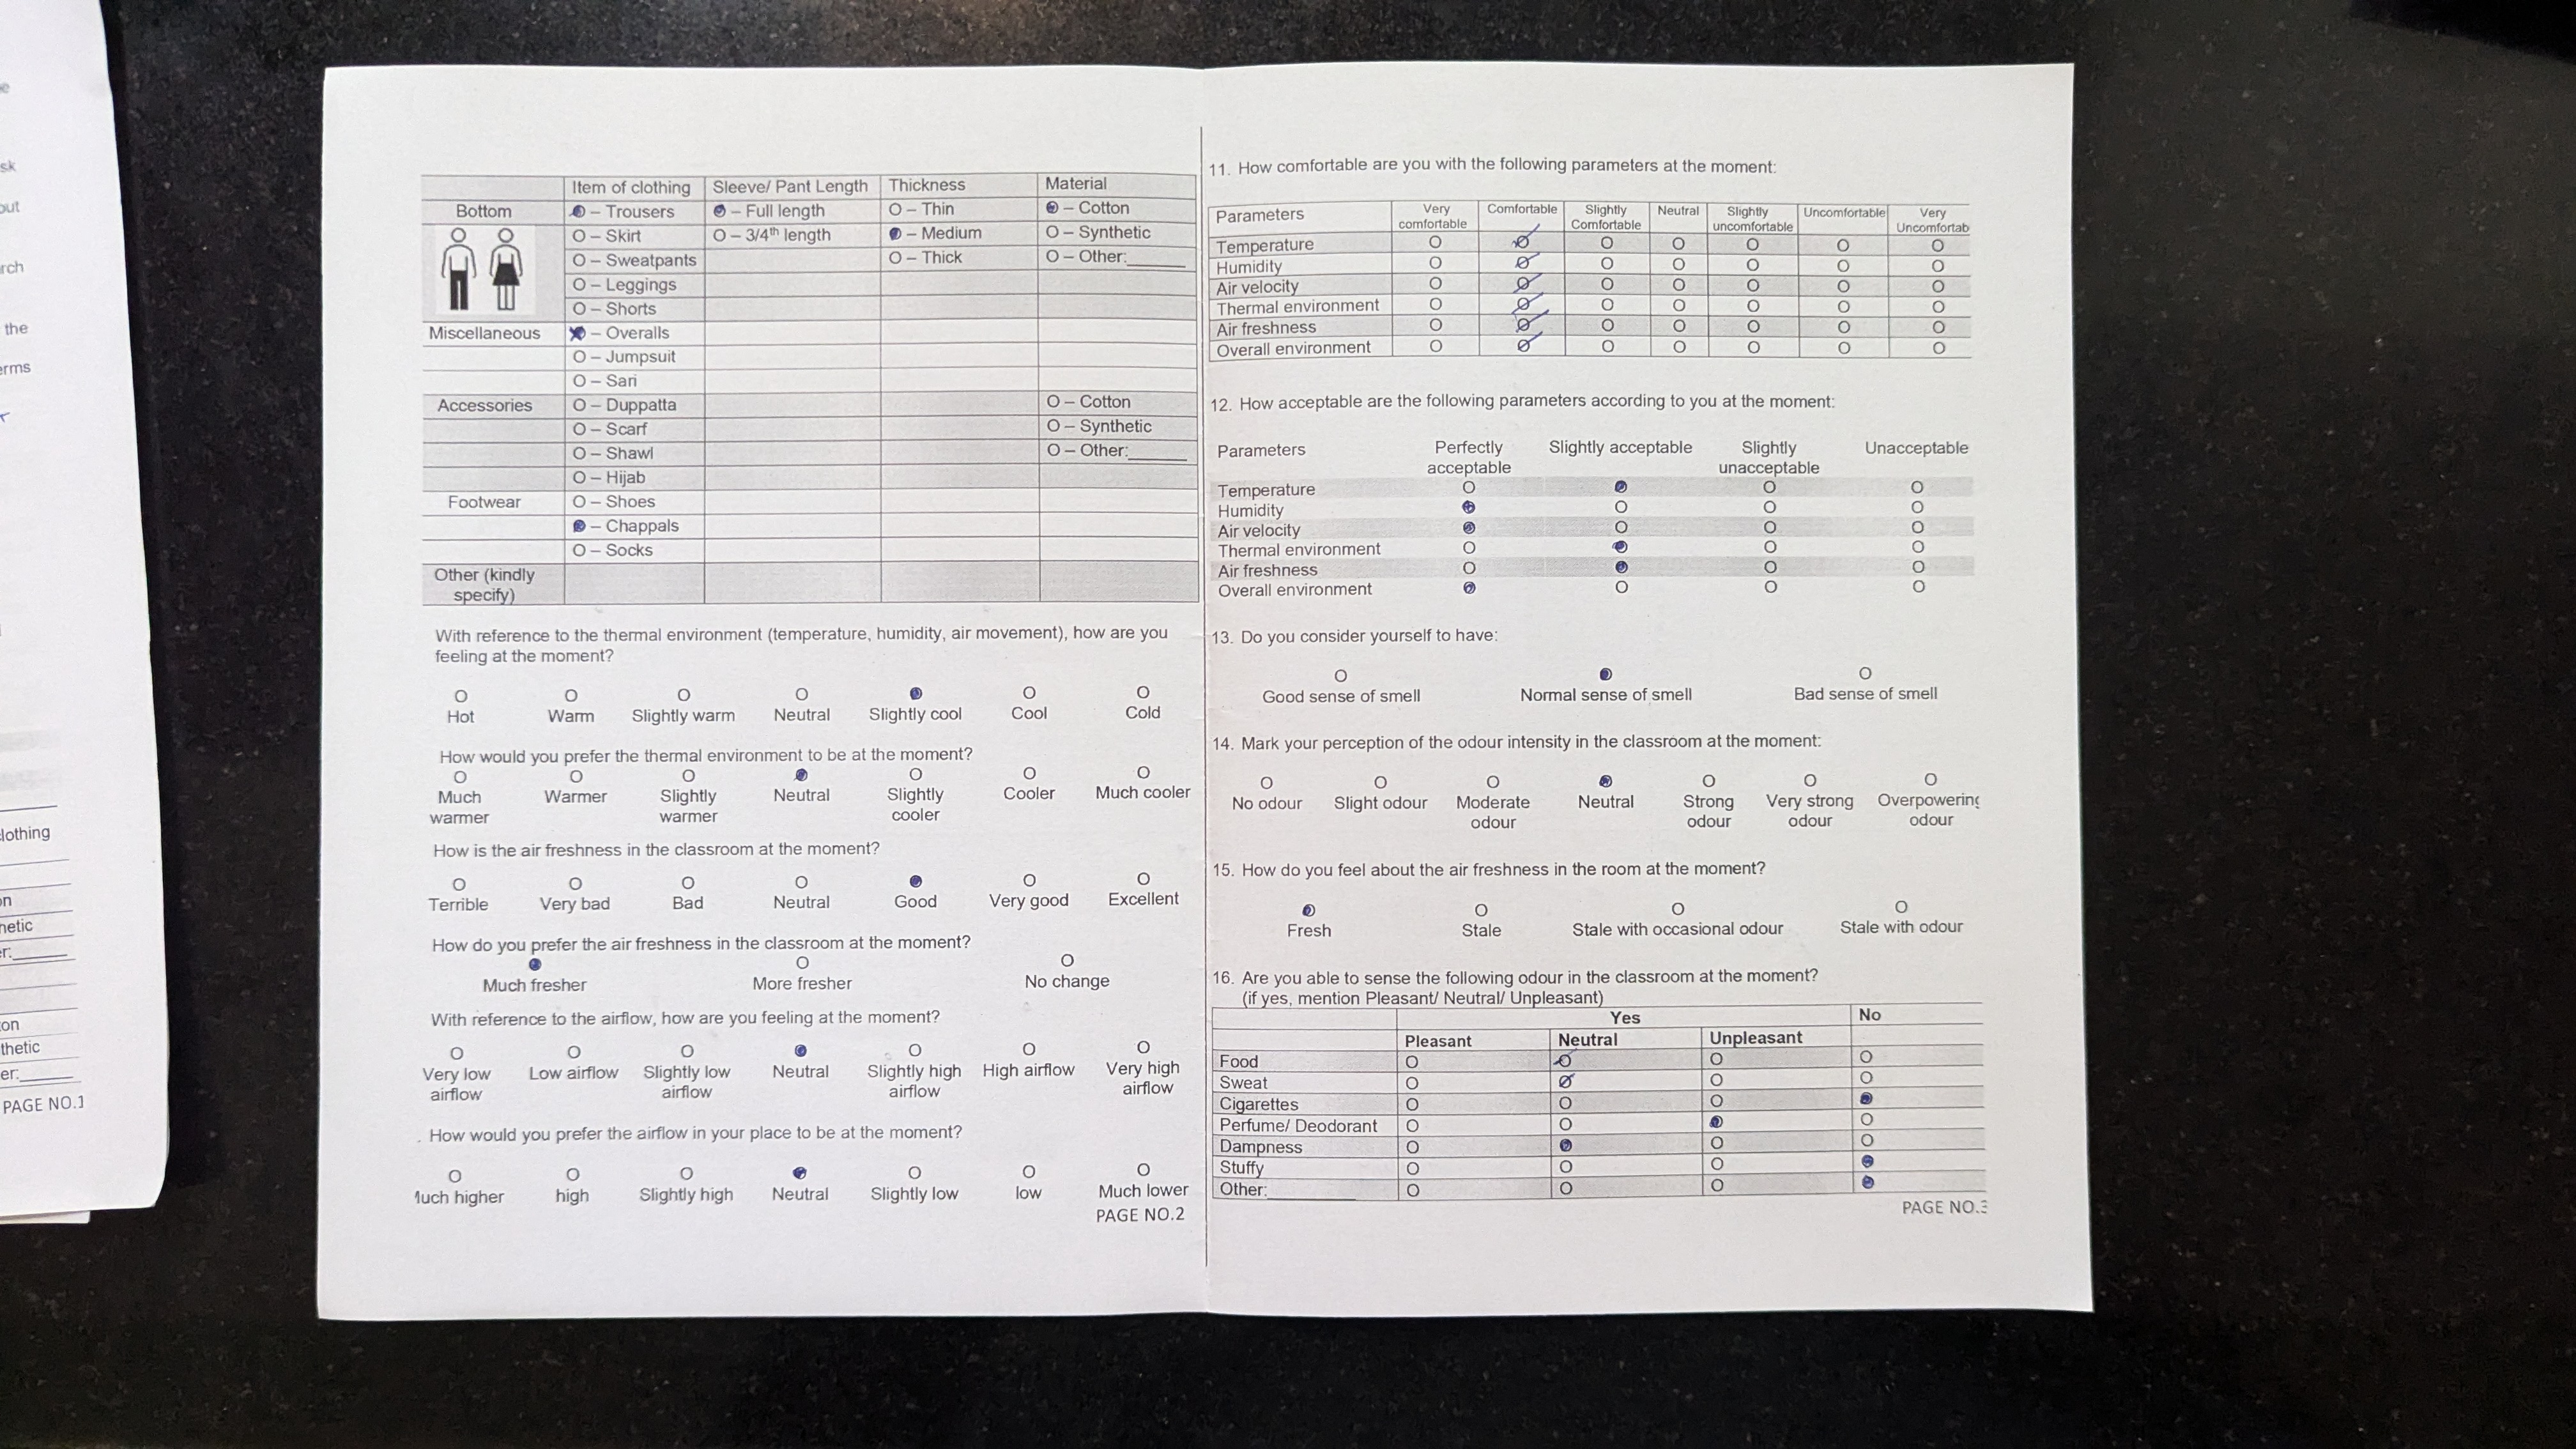 sk
out
rch
the
erms
lothing
on
netic
er:______
on
thetic
er:______
PAGE NO.1
Item of clothing Sleeve/ Pant Length Thickness Material
Bottom O – Trousers O – Full length O – Thin O – Cotton
O – Skirt O – 3/4th length O – Medium O – Synthetic
O – Sweatpants O – Thick O – Other:______
O – Leggings
O – Shorts
Miscellaneous O – Overalls
O – Jumpsuit
O – Sari
Accessories O – Duppatta O – Cotton
O – Scarf O – Synthetic
O – Shawl O – Other:______
O – Hijab
Footwear O – Shoes
O – Chappals
O – Socks
Other (kindly
specify)
With reference to the thermal environment (temperature, humidity, air movement), how are you
feeling at the moment?
Hot Warm Slightly warm Neutral Slightly cool Cool Cold
How would you prefer the thermal environment to be at the moment?
Much Warmer Slightly Neutral Slightly Cooler Much cooler
warmer warmer cooler
How is the air freshness in the classroom at the moment?
Terrible Very bad Bad Neutral Good Very good Excellent
How do you prefer the air freshness in the classroom at the moment?
Much fresher More fresher No change
With reference to the airflow, how are you feeling at the moment?
Very low Low airflow Slightly low Neutral Slightly high High airflow Very high
airflow airflow airflow airflow
. How would you prefer the airflow in your place to be at the moment?
uch higher high Slightly high Neutral Slightly low low Much lower
PAGE NO.2
11. How comfortable are you with the following parameters at the moment:
Parameters Very Comfortable Slightly Neutral Slightly Uncomfortable Very
comfortable Comfortable uncomfortable Uncomfortab
Temperature O O O O O O O
Humidity O O O O O O O
Air velocity O O O O O O O
Thermal environment O O O O O O O
Air freshness O O O O O O O
Overall environment O O O O O O O
12. How acceptable are the following parameters according to you at the moment:
Parameters Perfectly Slightly acceptable Slightly Unacceptable
acceptable unacceptable
Temperature O O O O
Humidity O O O O
Air velocity O O O O
Thermal environment O O O O
Air freshness O O O O
Overall environment O O O O
13. Do you consider yourself to have:
Good sense of smell Normal sense of smell Bad sense of smell
14. Mark your perception of the odour intensity in the classroom at the moment:
No odour Slight odour Moderate Neutral Strong Very strong Overpowering
odour odour odour odour
15. How do you feel about the air freshness in the room at the moment?
Fresh Stale Stale with occasional odour Stale with odour
16. Are you able to sense the following odour in the classroom at the moment?
(if yes, mention Pleasant/ Neutral/ Unpleasant)
Yes No
Pleasant Neutral Unpleasant
Food O O O O
Sweat O O O O
Cigarettes O O O O
Perfume/ Deodorant O O O O
Dampness O O O O
Stuffy O O O O
Other:________ O O O O
PAGE NO.3